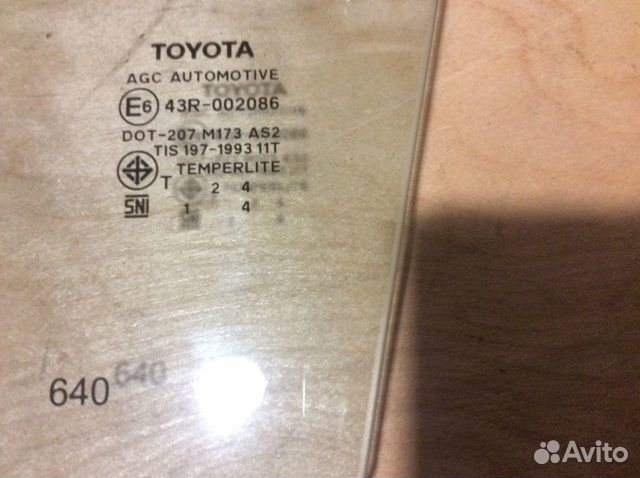 TOYOTA
AGC AUTOMOTIVE
E6 43R-002086
DOT-207 M173 AS2
TIS 197-1993 11T
TEMPERLITE
T 2 4
SNI 1 4
640 640
Avito